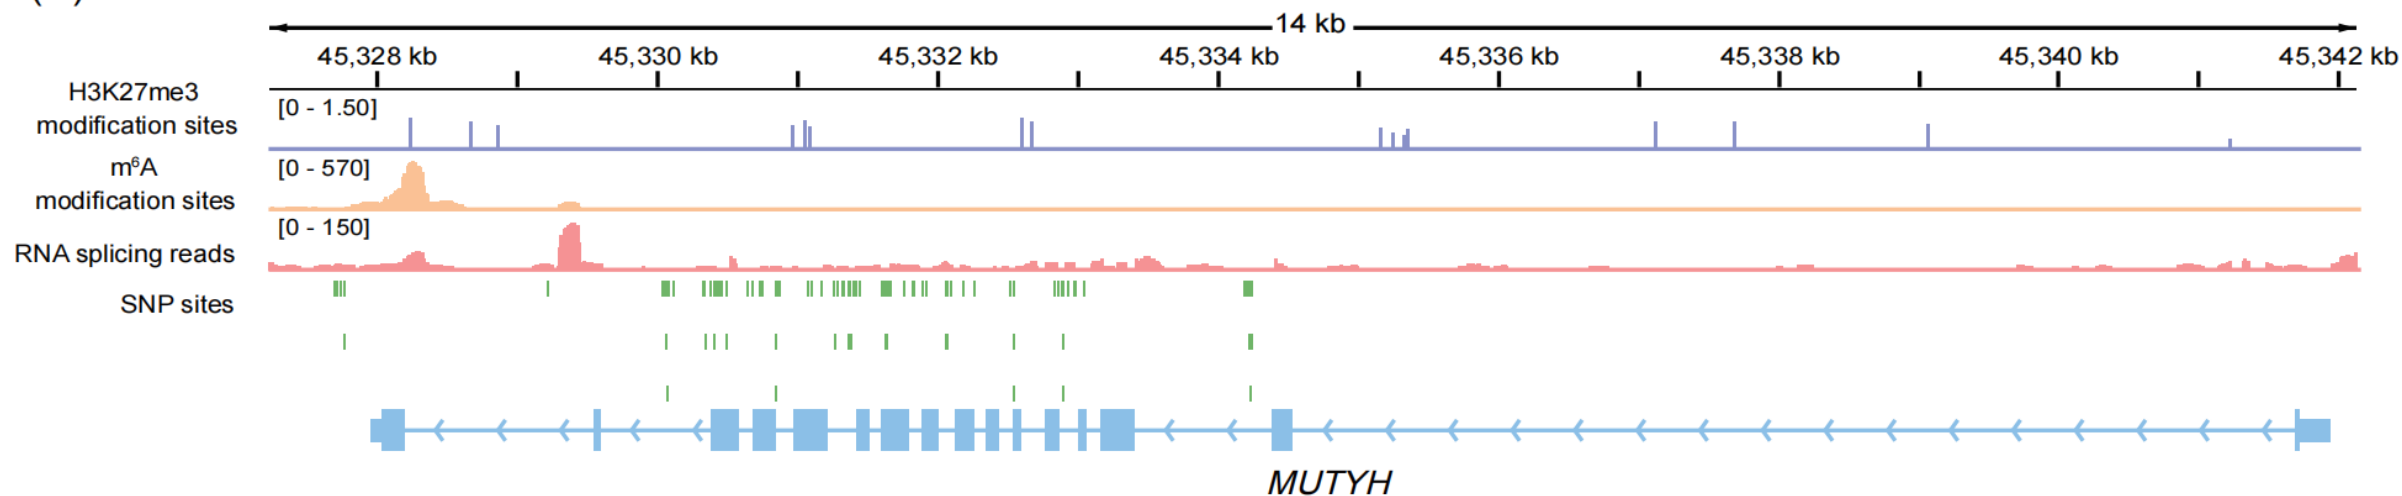 14 kb
45,328 kb 45,330 kb 45,332 kb 45,334 kb 45,336 kb 45,338 kb 45,340 kb 45,342 kb
H3K27me3
modification sites
[0 - 1.50]
m⁶A
modification sites
[0 - 570]
RNA splicing reads
[0 - 150]
SNP sites
MUTYH